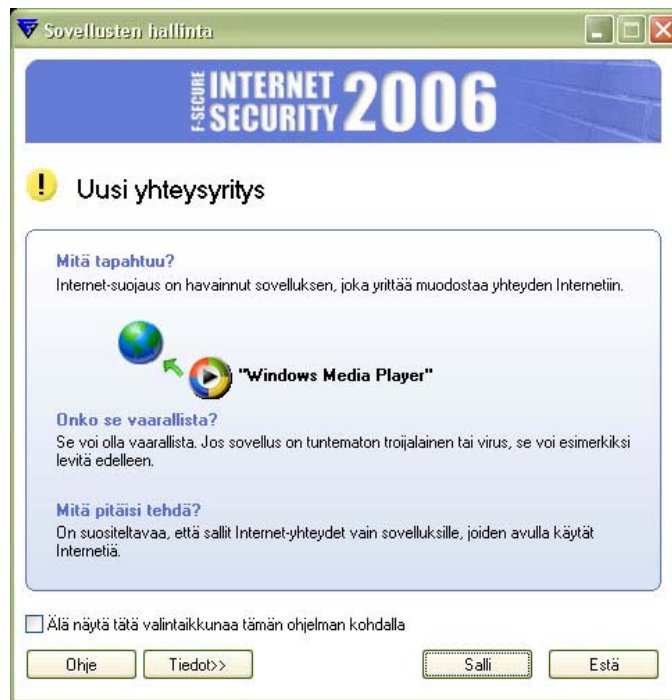 Sovellusten hallinta
F-SECURE INTERNET SECURITY 2006
Uusi yhteysyritys
Mitä tapahtuu?
Internet-suojaus on havainnut sovelluksen, joka yrittää muodostaa yhteyden Internetiin.
"Windows Media Player"
Onko se vaarallista?
Se voi olla vaarallista. Jos sovellus on tuntematon troijalainen tai virus, se voi esimerkiksi
levitä edelleen.
Mitä pitäisi tehdä?
On suositeltavaa, että sallit Internet-yhteydet vain sovelluksille, joiden avulla käytät
Internetiä.
Älä näytä tätä valintaikkunaa tämän ohjelman kohdalla
Ohje
Tiedot>>
Salli
Estä